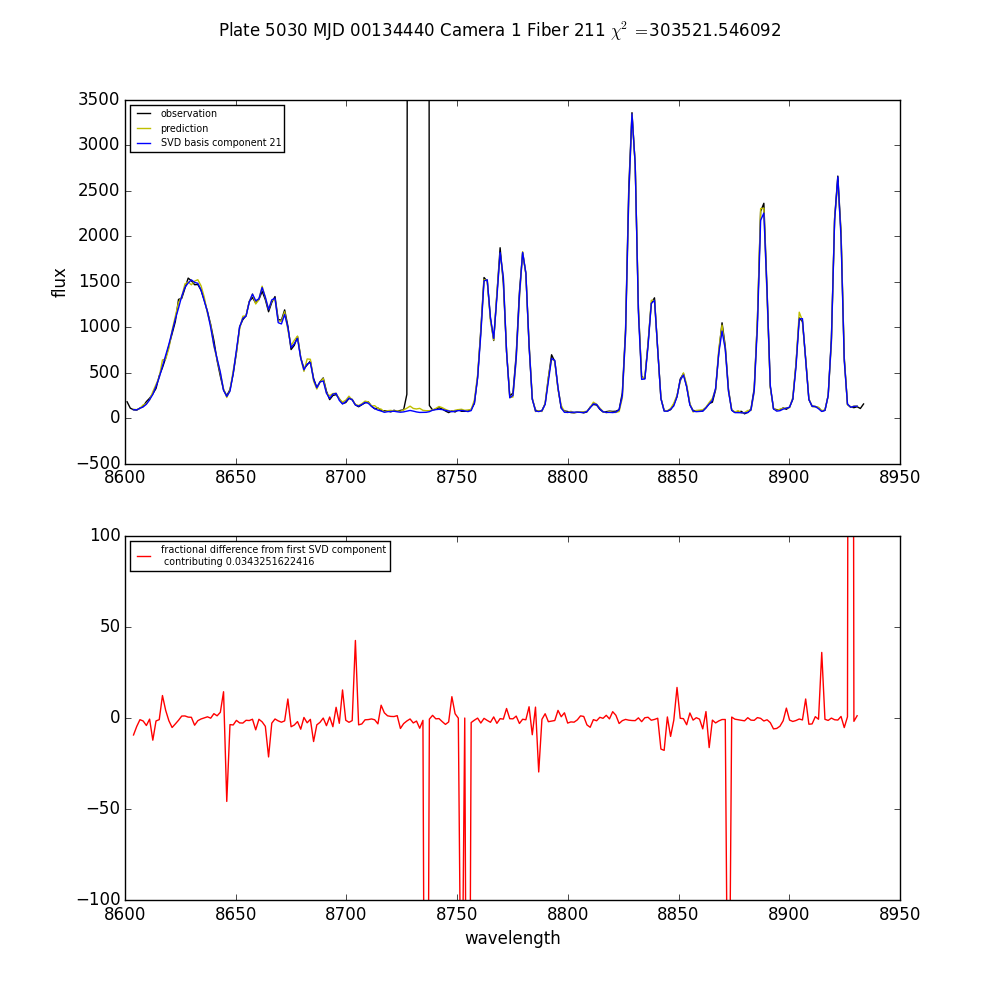 Plate 5030 MJD 00134440 Camera 1 Fiber 211 χ² =303521.546092
3500
3000
2500
2000
1500
1000
500
0
−500
flux
observation
prediction
SVD basis component 21
8600 8650 8700 8750 8800 8850 8900 8950
100
50
0
−50
−100
fractional difference from first SVD component
contributing 0.0343251622416
8600 8650 8700 8750 8800 8850 8900 8950
wavelength